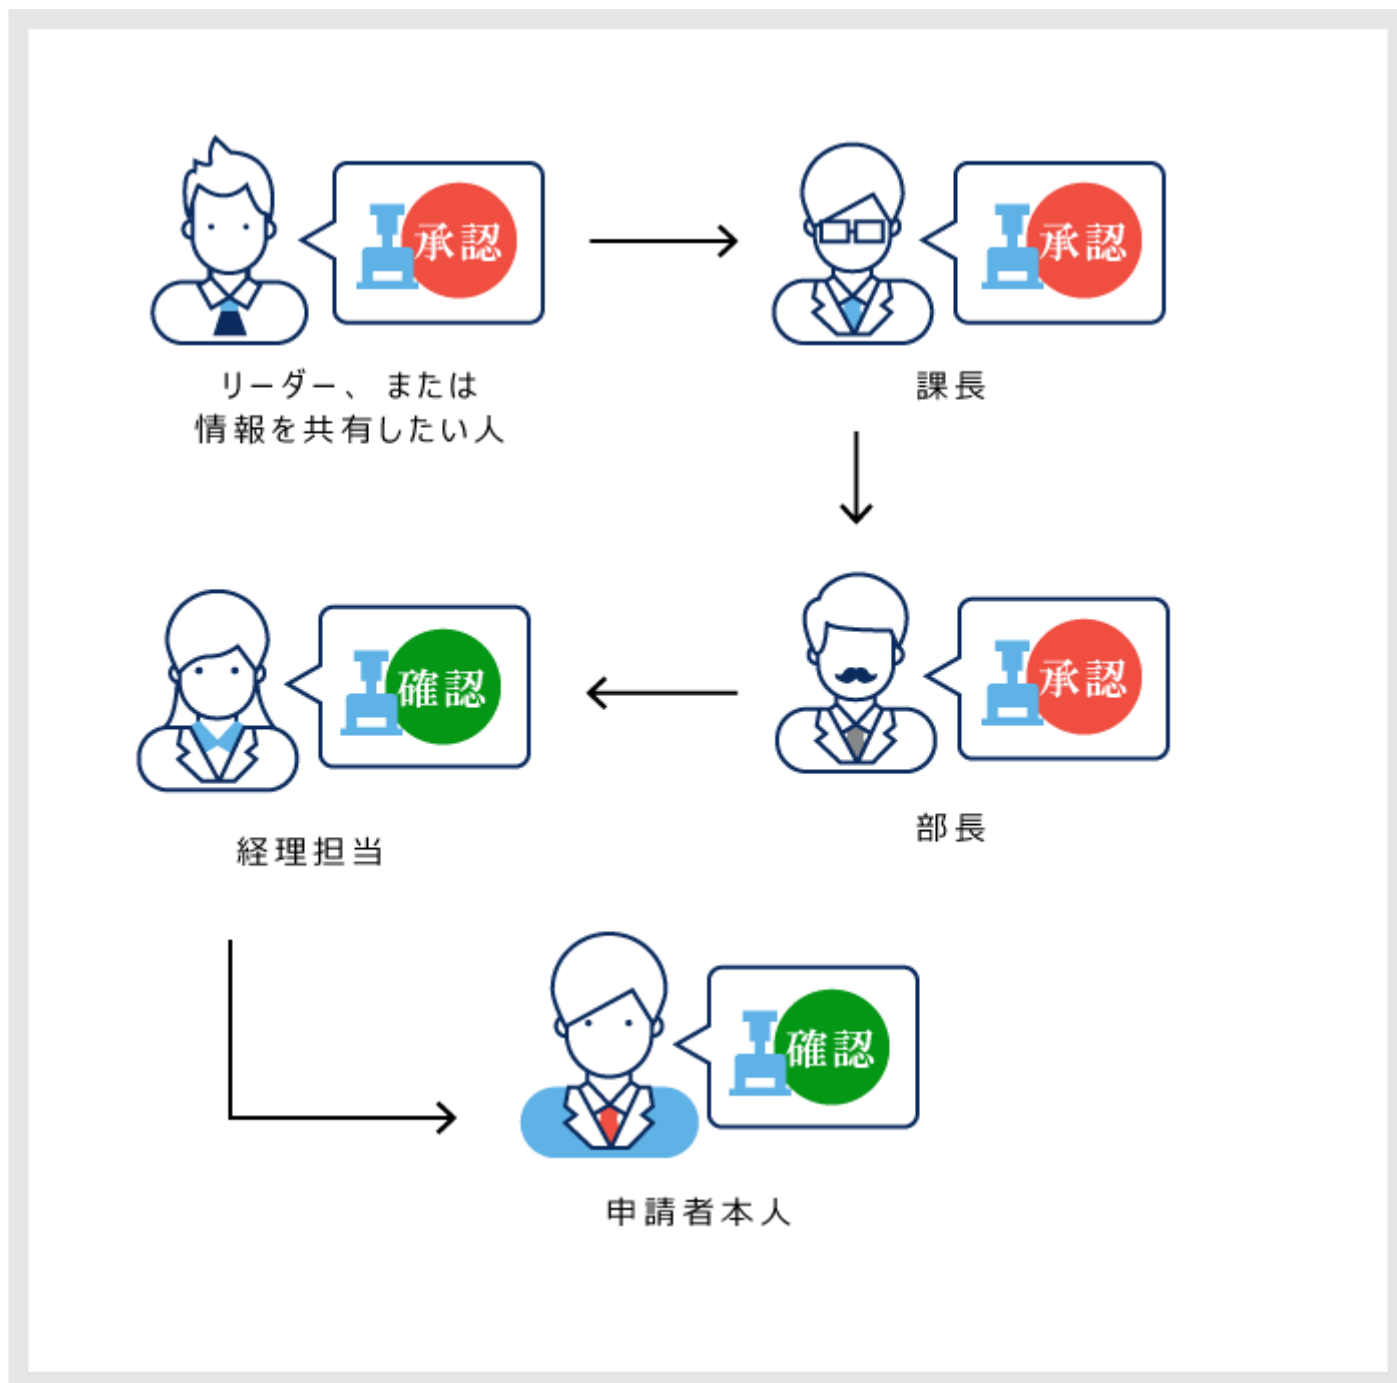 承認
承認
リーダー、または
情報を共有したい人
課長
確認
承認
経理担当
部長
確認
申請者本人